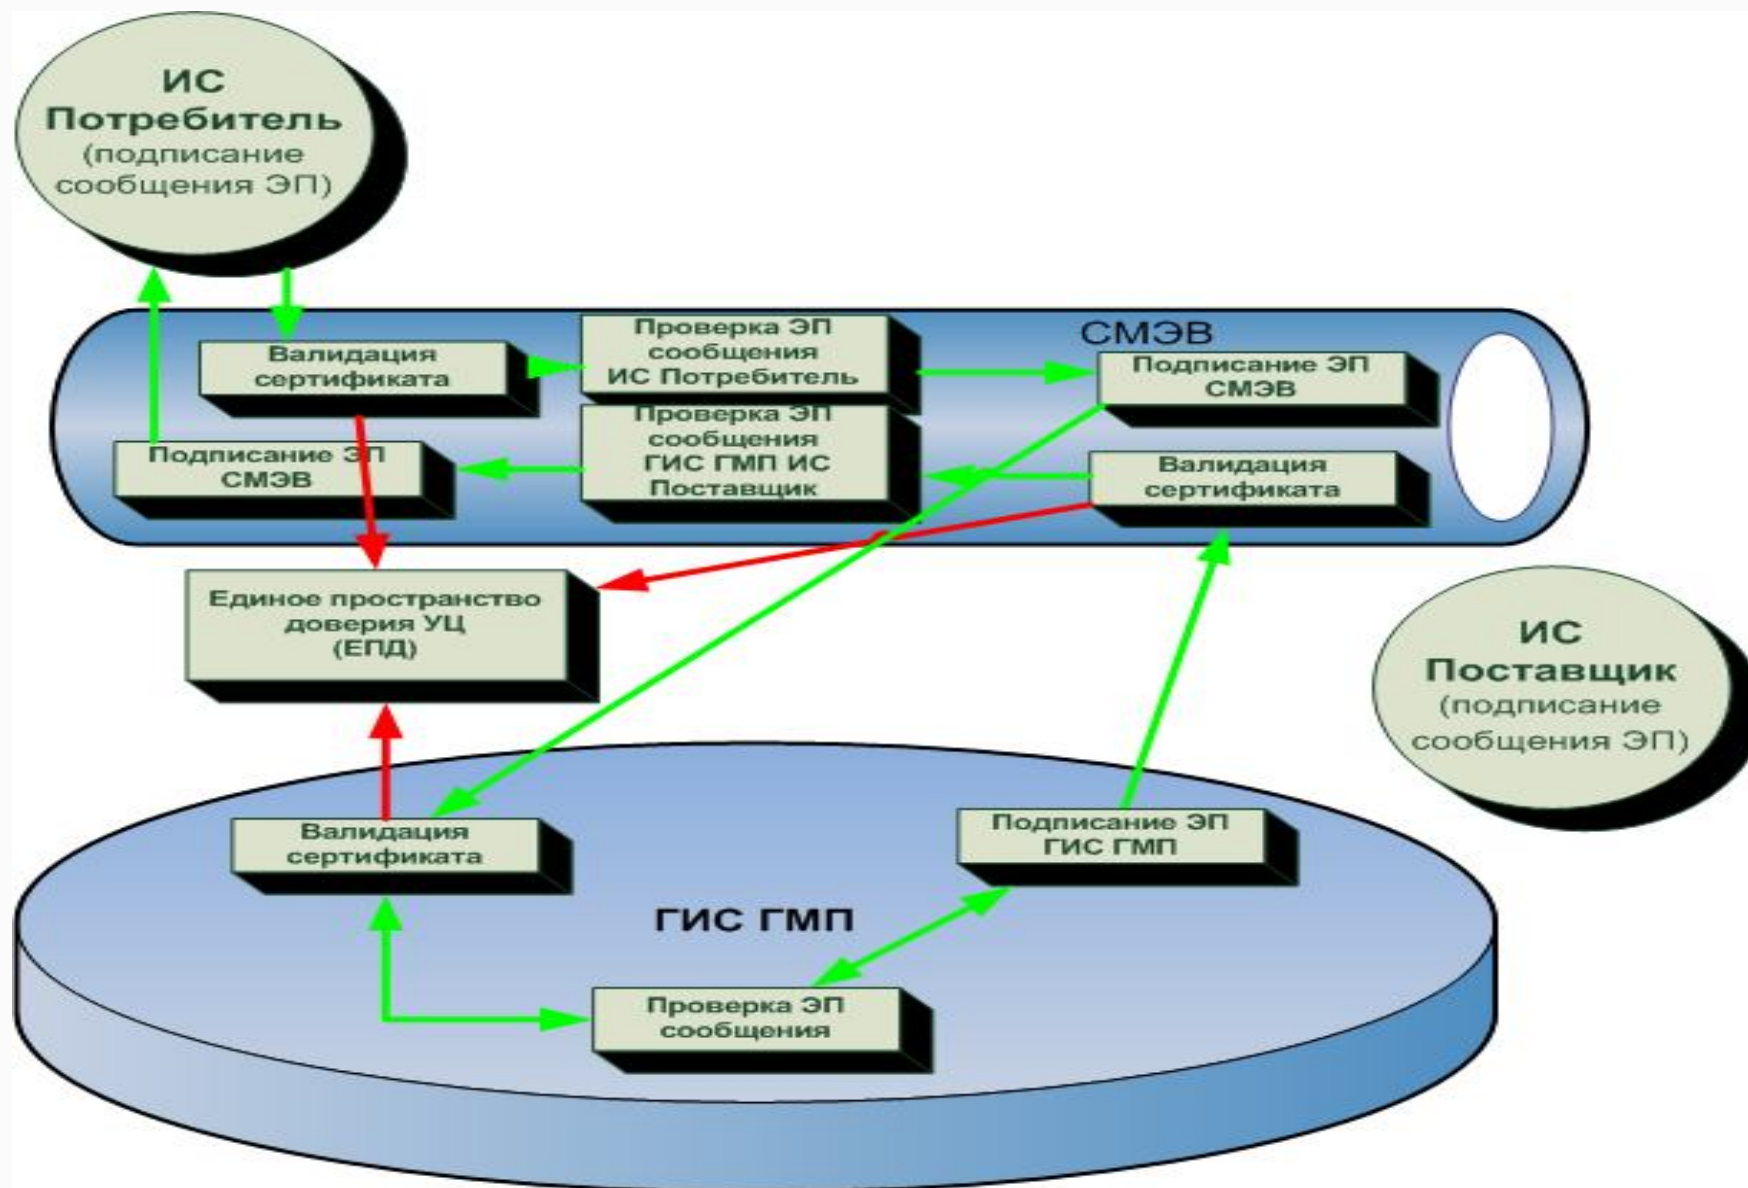 ИС
Потребитель
(подписание
сообщения ЭП)
СМЭВ
Валидация
сертификата
Проверка ЭП
сообщения
ИС Потребитель
Подписание ЭП
СМЭВ
Подписание ЭП
СМЭВ
Проверка ЭП
сообщения
ГИС ГМП ИС
Поставщик
Валидация
сертификата
Единое пространство
доверия УЦ
(ЕПД)
ИС
Поставщик
(подписание
сообщения ЭП)
Валидация
сертификата
Подписание ЭП
ГИС ГМП
ГИС ГМП
Проверка ЭП
сообщения